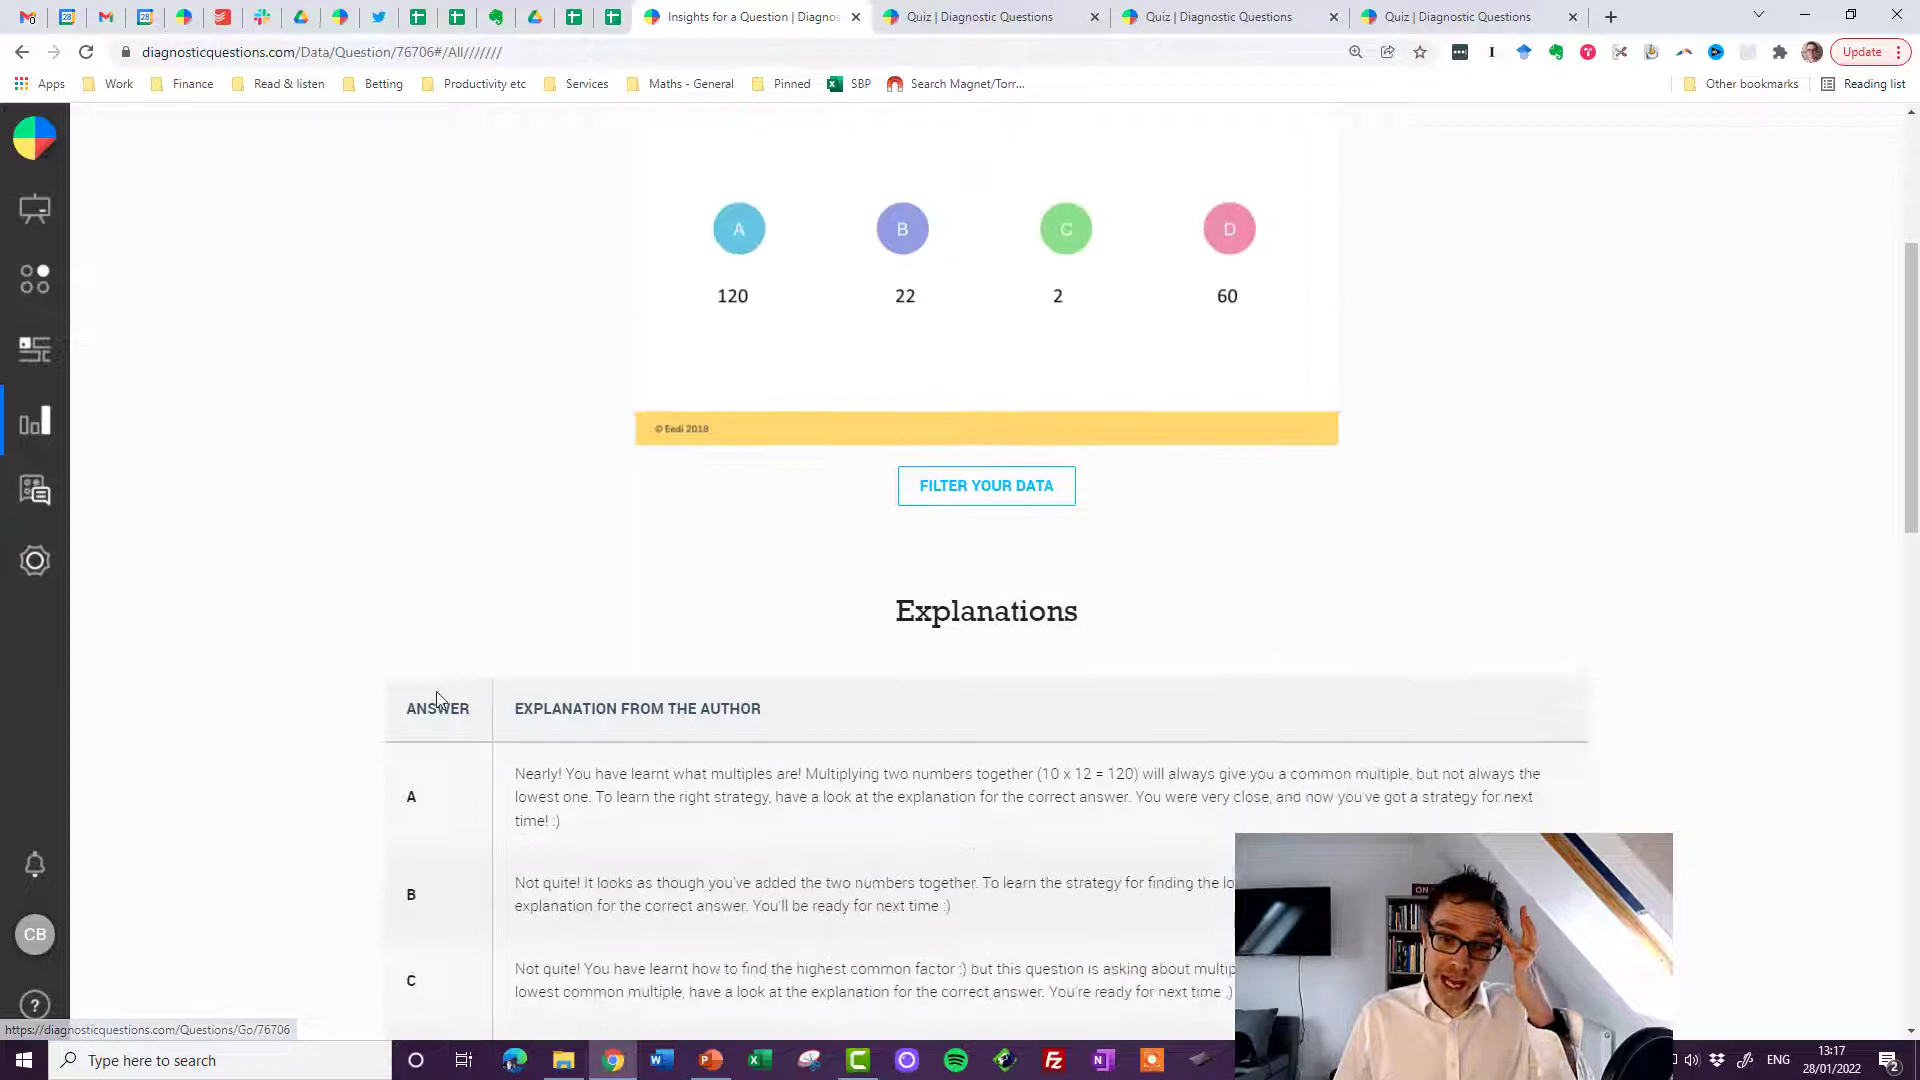 Insights for a Question | Diagnos
Quiz | Diagnostic Questions
Quiz | Diagnostic Questions
Quiz | Diagnostic Questions
diagnosticquestions.com/Data/Question/76706#/All///////
Update
Apps Work Finance Read & listen Betting Productivity etc Services Maths - General Pinned SBP Search Magnet/Torr... Other bookmarks Reading list
A B C D
120 22 2 60
© Eedi 2018
FILTER YOUR DATA
Explanations
ANSWER EXPLANATION FROM THE AUTHOR
A
Nearly! You have learnt what multiples are! Multiplying two numbers together (10 x 12 = 120) will always give you a common multiple, but not always the
lowest one. To learn the right strategy, have a look at the explanation for the correct answer. You were very close, and now you've got a strategy for next
time! :)
B
Not quite! It looks as though you've added the two numbers together. To learn the strategy for finding the lo
explanation for the correct answer. You'll be ready for next time :)
C
Not quite! You have learnt how to find the highest common factor :) but this question is asking about multip
lowest common multiple, have a look at the explanation for the correct answer. You're ready for next time ;)
CB
?
ON
https://diagnosticquestions.com/Questions/Go/76706
Type here to search
ENG
13:17
28/01/2022
2